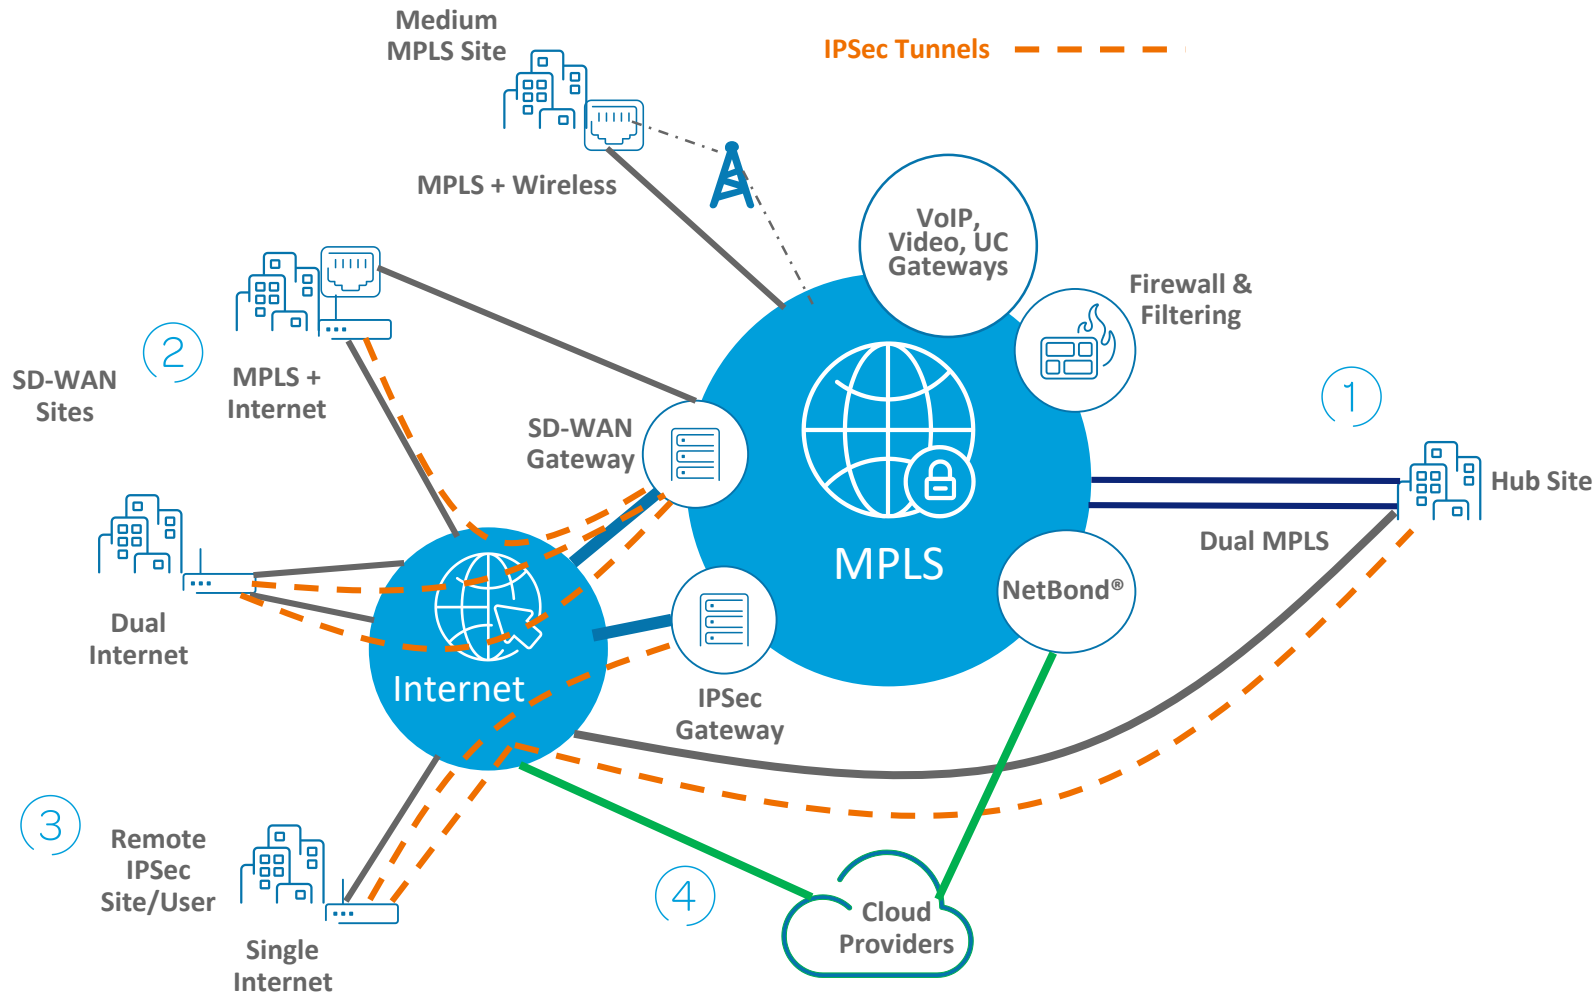 Medium
MPLS Site
IPSec Tunnels
MPLS + Wireless
VoIP,
Video, UC
Gateways
Firewall &
Filtering
2
SD-WAN
Sites
MPLS +
Internet
SD-WAN
Gateway
1
Hub Site
MPLS
Dual MPLS
NetBond®
Dual
Internet
Internet
IPSec
Gateway
3
Remote
IPSec
Site/User
Single
Internet
4
Cloud
Providers